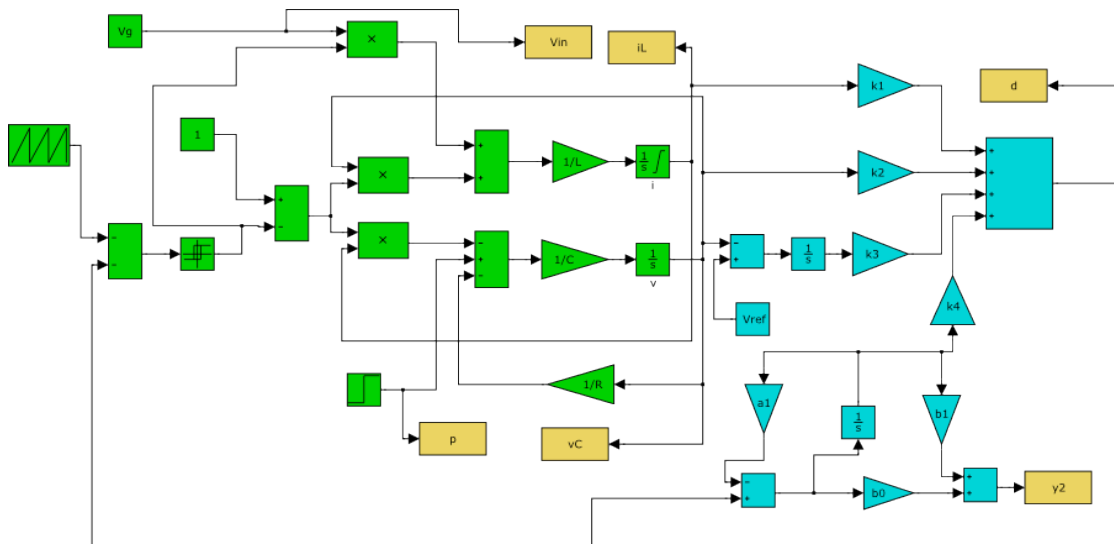 Vg
×
Vin
iL
k1
d
1
×
+
+
1/L
1/s
i
k2
+
+
+
+
+
−
−
−
×
−
+
−
1/C
1/s
v
−
+
1/s
k3
Vref
k4
1/R
a1
1/s
b1
p
vC
−
+
b0
+
+
y2